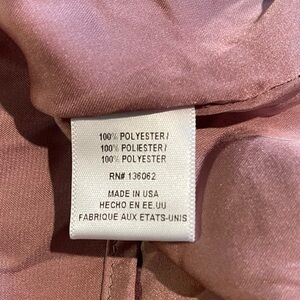 100% POLYESTER/
100% POLIESTER/
100% POLYESTER
RN# 136062
MADE IN USA
HECHO EN EE.UU
FABRIQUE AUX ETATS-UNIS